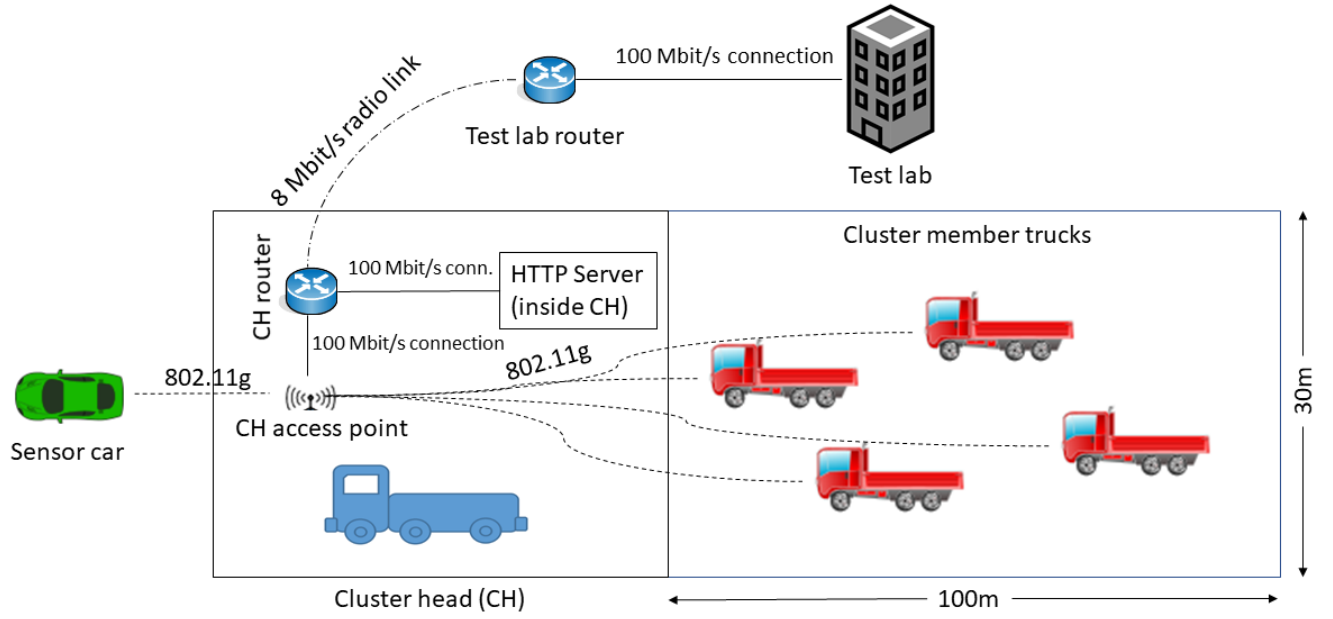 100 Mbit/s connection
8 Mbit/s radio link
Test lab router
Test lab
CH router
100 Mbit/s conn.
HTTP Server
(inside CH)
Cluster member trucks
100 Mbit/s connection
802.11g
802.11g
CH access point
Sensor car
30m
Cluster head (CH)
100m